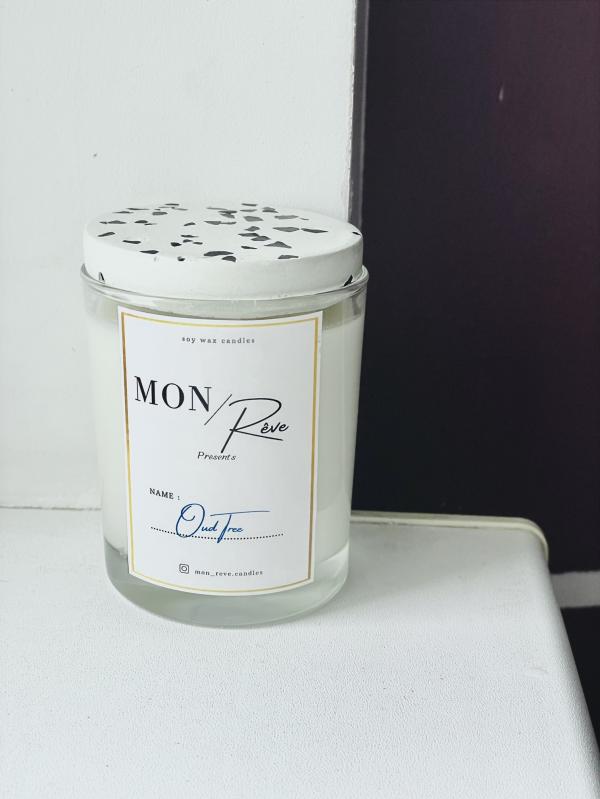 soy wax candles
MON/
Rêve
Presents
NAME :
Oud Tree
mon_reve.candles